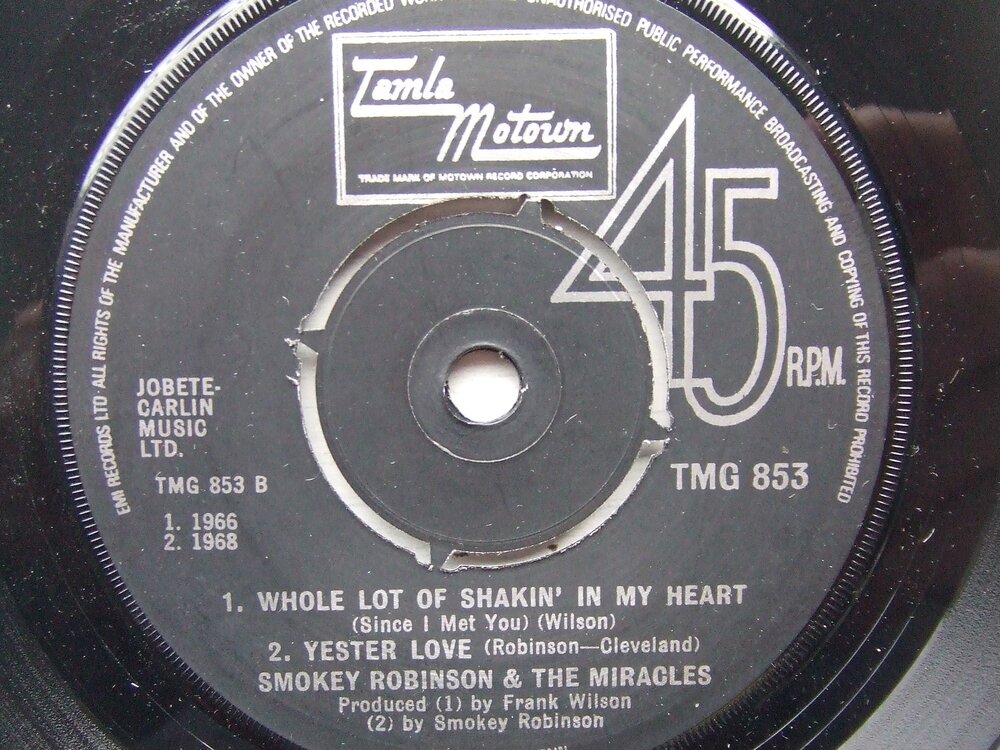 EMI RECORDS LTD ALL RIGHTS OF THE MANUFACTURER AND OF THE OWNER OF THE RECORDED UNAUTHORISED PUBLIC PERFORMANCE BROADCASTING AND COPYING OF THIS RECORD PROHIBITED
Tamla
Motown
TRADE MARK OF MOTOWN RECORD CORPORATION
45
R.P.M.
JOBETE-
CARLIN
MUSIC
LTD.
TMG 853 B
TMG 853
1. 1966
2. 1968
1. WHOLE LOT OF SHAKIN' IN MY HEART
(Since I Met You) (Wilson)
2. YESTER LOVE (Robinson—Cleveland)
SMOKEY ROBINSON & THE MIRACLES
Produced (1) by Frank Wilson
(2) by Smokey Robinson